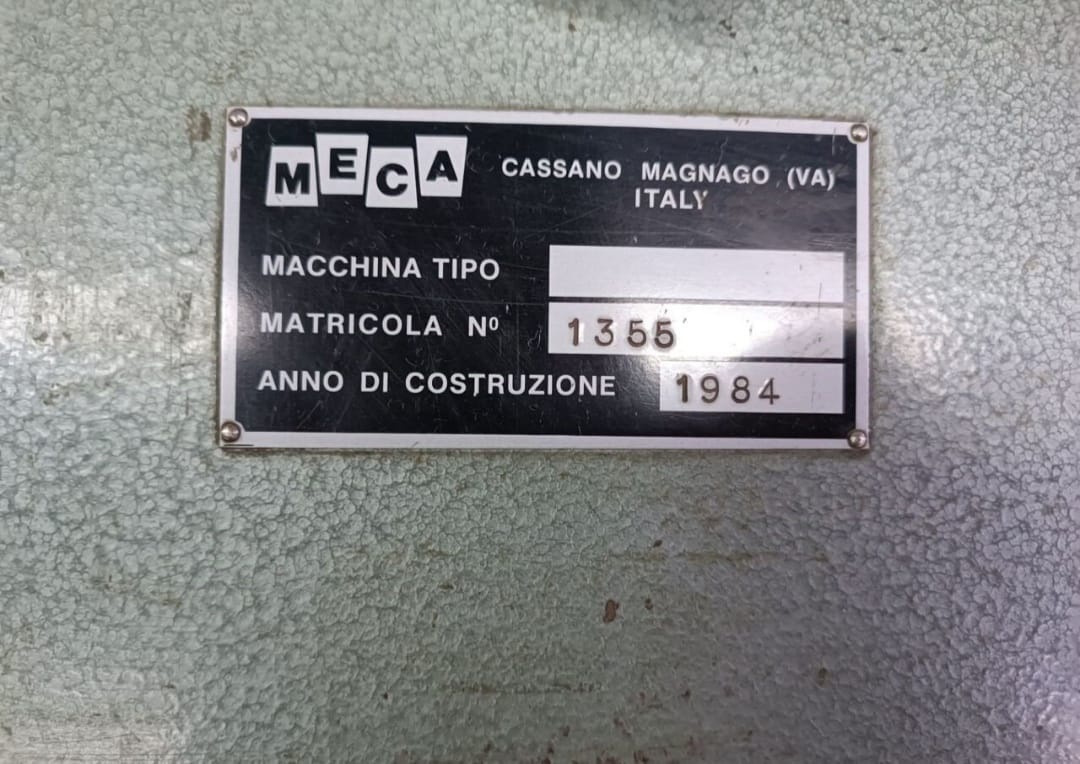 MECA
CASSANO MAGNAGO (VA)
ITALY
MACCHINA TIPO
MATRICOLA Nº 1355
ANNO DI COSTRUZIONE 1984